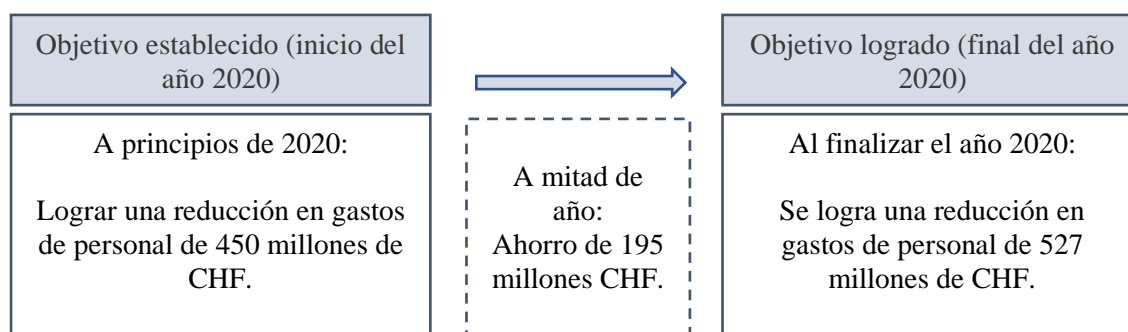 Objetivo establecido (inicio del
año 2020)
Objetivo logrado (final del año
2020)
A principios de 2020:
Lograr una reducción en gastos
de personal de 450 millones de
CHF.
A mitad de
año:
Ahorro de 195
millones CHF.
Al finalizar el año 2020:
Se logra una reducción en
gastos de personal de 527
millones de CHF.